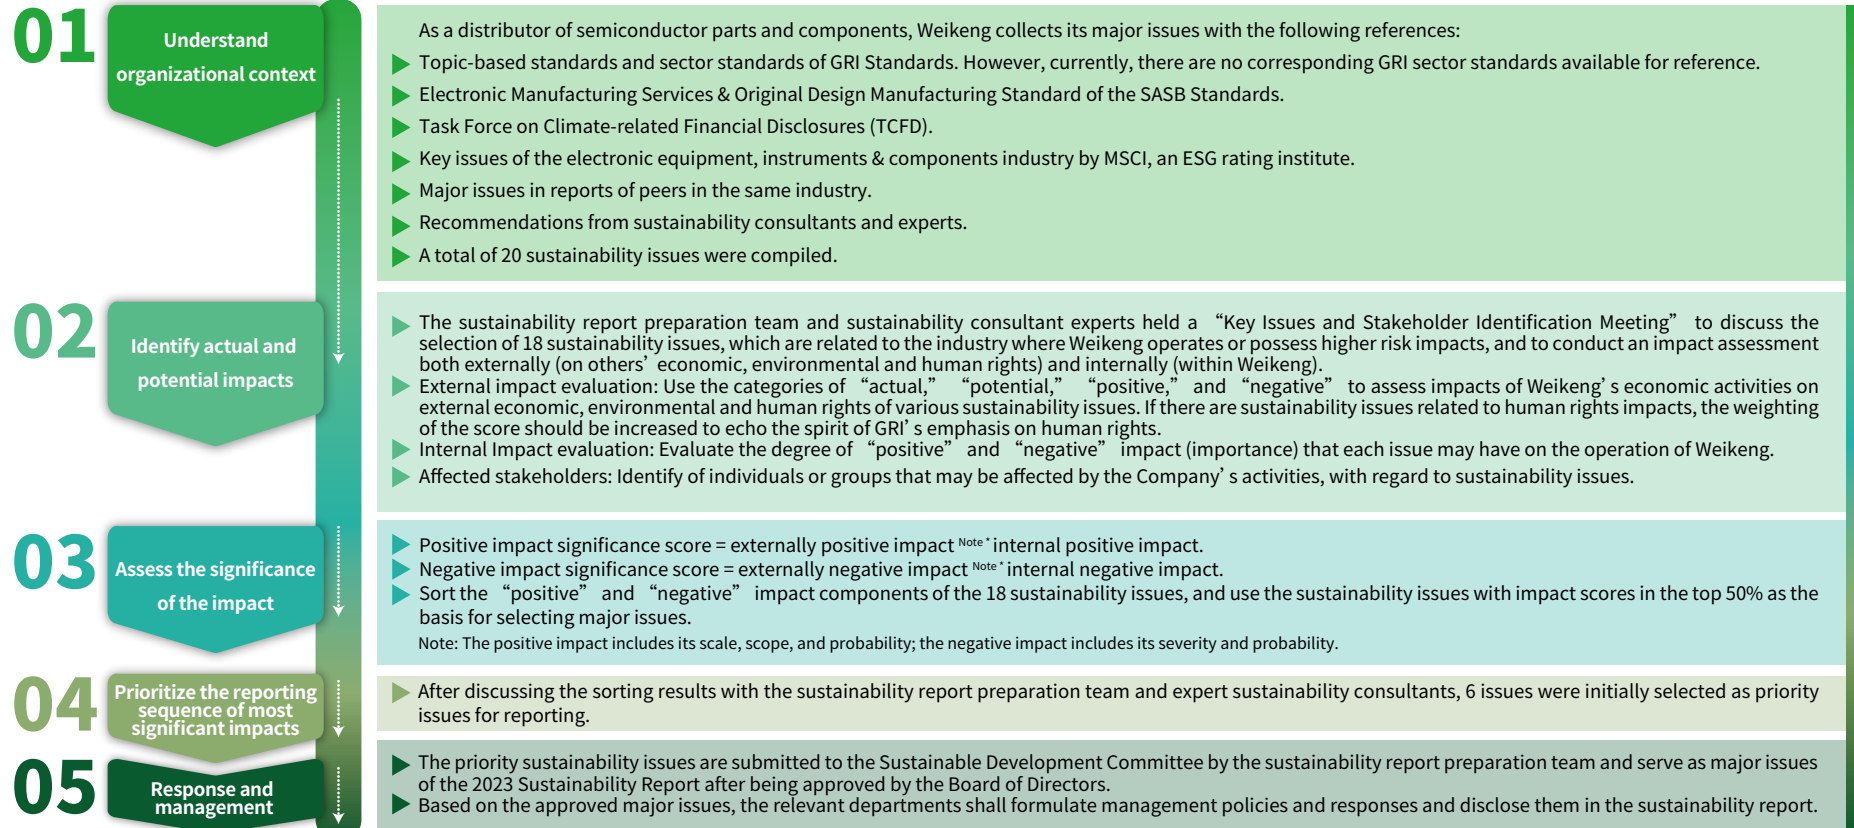 01
Understand
organizational context
As a distributor of semiconductor parts and components, Weikeng collects its major issues with the following references:
Topic-based standards and sector standards of GRI Standards. However, currently, there are no corresponding GRI sector standards available for reference.
Electronic Manufacturing Services & Original Design Manufacturing Standard of the SASB Standards.
Task Force on Climate-related Financial Disclosures (TCFD).
Key issues of the electronic equipment, instruments & components industry by MSCI, an ESG rating institute.
Major issues in reports of peers in the same industry.
Recommendations from sustainability consultants and experts.
A total of 20 sustainability issues were compiled.
02
Identify actual and
potential impacts
The sustainability report preparation team and sustainability consultant experts held a “Key Issues and Stakeholder Identification Meeting” to discuss the
selection of 18 sustainability issues, which are related to the industry where Weikeng operates or possess higher risk impacts, and to conduct an impact assessment
both externally (on others’ economic, environmental and human rights) and internally (within Weikeng).
External impact evaluation: Use the categories of “actual,” “potential,” “positive,” and “negative” to assess impacts of Weikeng’s economic activities on
external economic, environmental and human rights of various sustainability issues. If there are sustainability issues related to human rights impacts, the weighting
of the score should be increased to echo the spirit of GRI’s emphasis on human rights.
Internal Impact evaluation: Evaluate the degree of “positive” and “negative” impact (importance) that each issue may have on the operation of Weikeng.
Affected stakeholders: Identify of individuals or groups that may be affected by the Company’s activities, with regard to sustainability issues.
03
Assess the significance
of the impact
Positive impact significance score = externally positive impact Note * internal positive impact.
Negative impact significance score = externally negative impact Note * internal negative impact.
Sort the “positive” and “negative” impact components of the 18 sustainability issues, and use the sustainability issues with impact scores in the top 50% as the
basis for selecting major issues.
Note: The positive impact includes its scale, scope, and probability; the negative impact includes its severity and probability.
04
Prioritize the reporting
sequence of most
significant impacts
After discussing the sorting results with the sustainability report preparation team and expert sustainability consultants, 6 issues were initially selected as priority
issues for reporting.
05
Response and
management
The priority sustainability issues are submitted to the Sustainable Development Committee by the sustainability report preparation team and serve as major issues
of the 2023 Sustainability Report after being approved by the Board of Directors.
Based on the approved major issues, the relevant departments shall formulate management policies and responses and disclose them in the sustainability report.